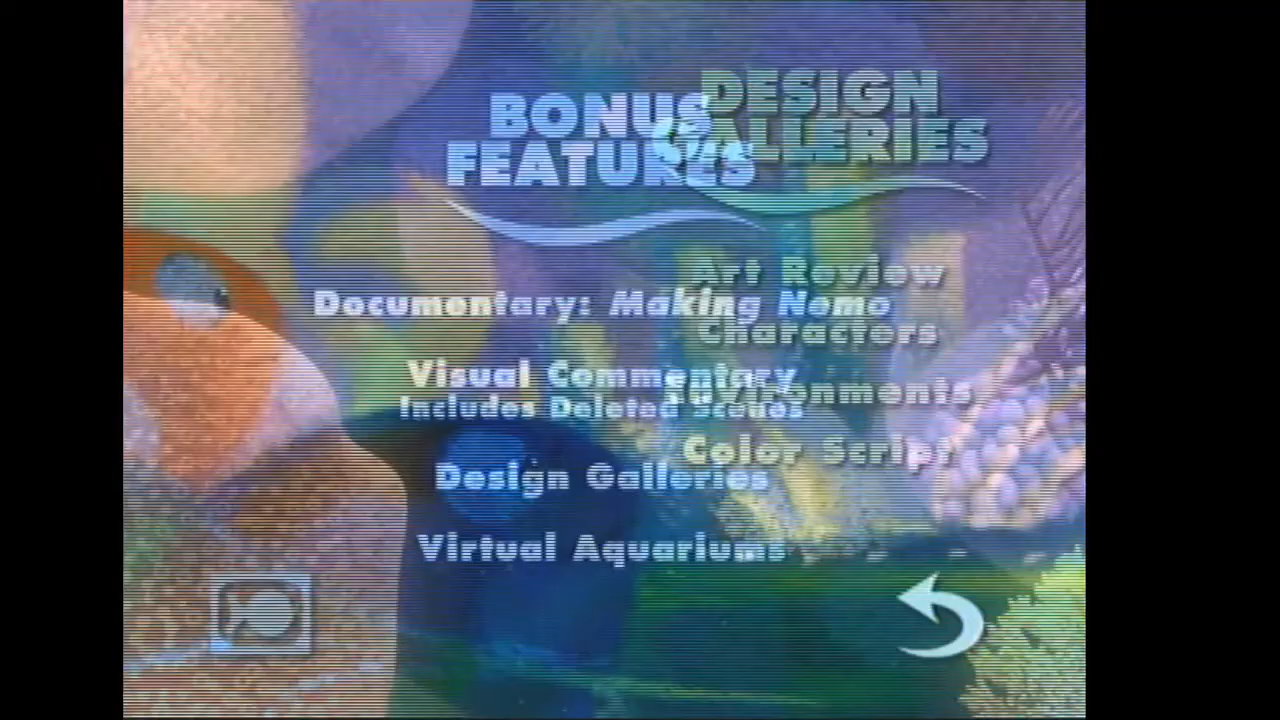 BONUS
FEATURES
DESIGN
GALLERIES
Documentary: Making Nemo
Visual Commentary
Includes Deleted Scenes
Design Galleries
Virtual Aquariums
Art Review
Characters
Environments
Color Script